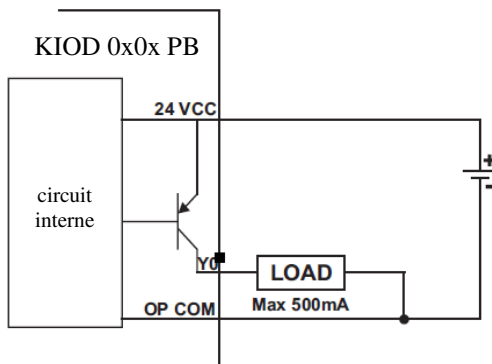 KIOD 0x0x PB
24 VCC
+
-
circuit
interne
Y0
LOAD
OP COM
Max 500mA